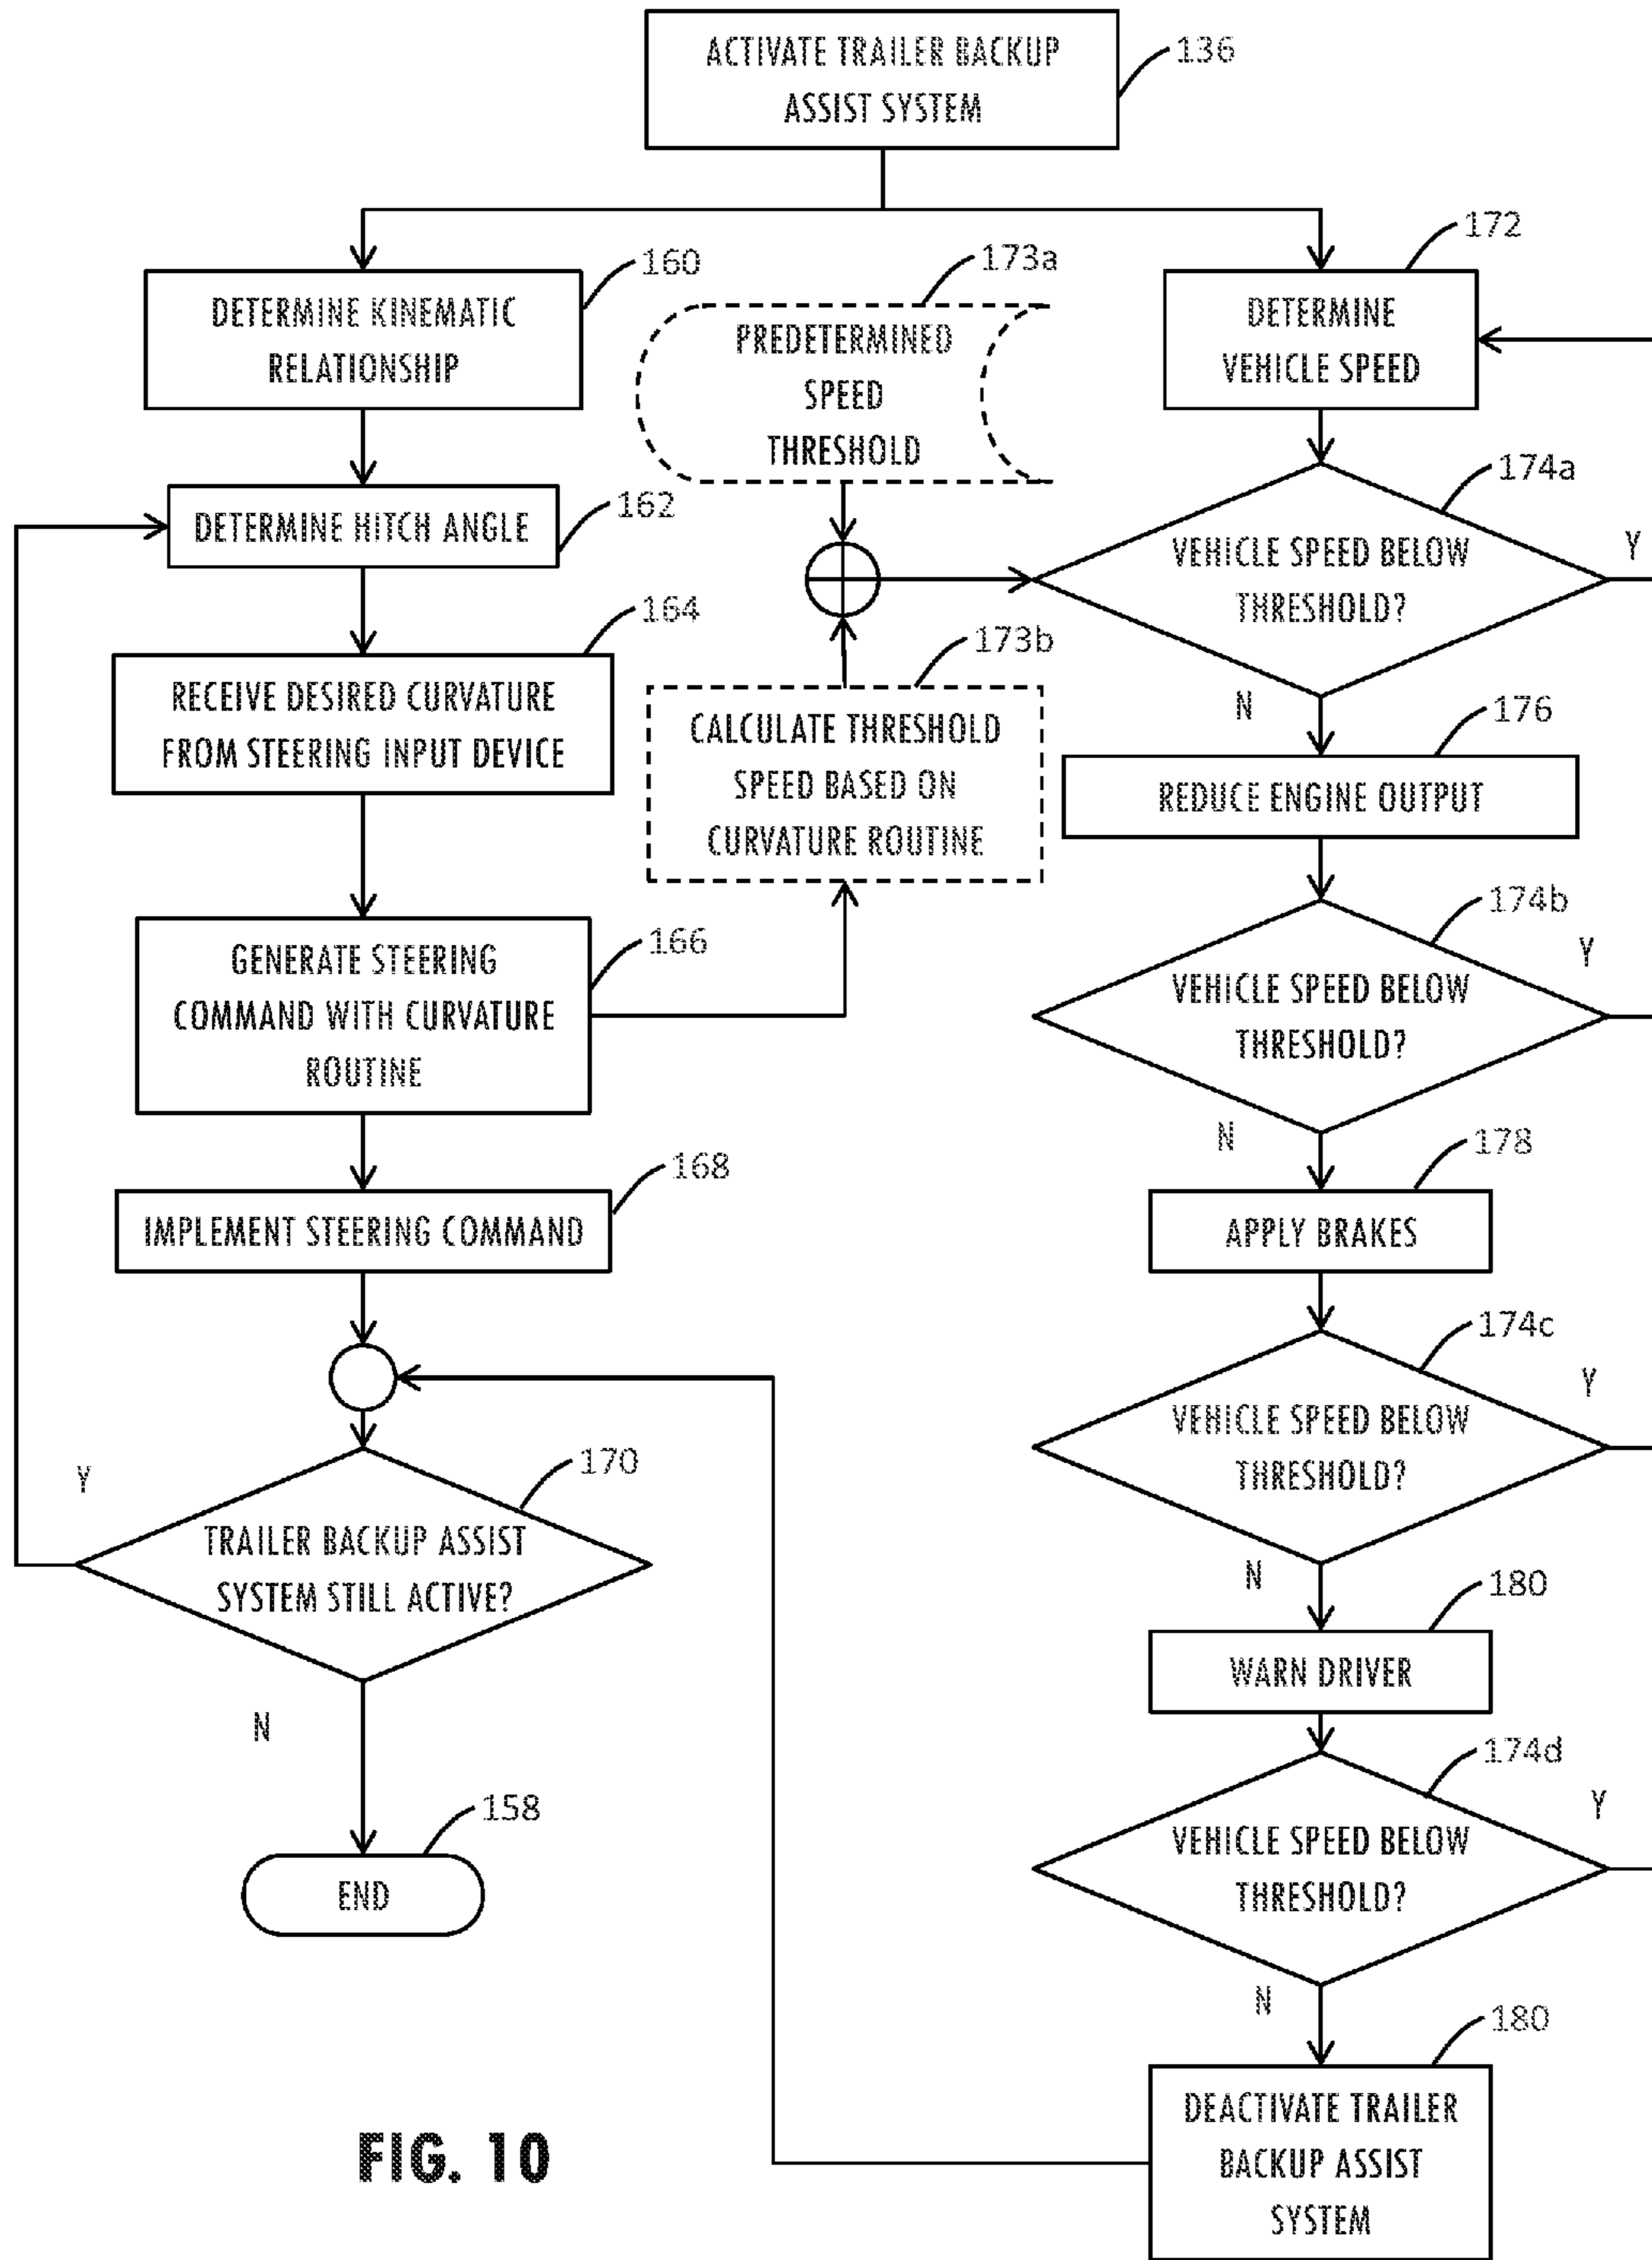 ACTIVATE TRAILER BACKUP
ASSIST SYSTEM
136
160
DETERMINE KINEMATIC
RELATIONSHIP
173a
PREDETERMINED
SPEED
THRESHOLD
172
DETERMINE
VEHICLE SPEED
DETERMINE HITCH ANGLE
162
174a
VEHICLE SPEED BELOW
THRESHOLD?
Y
N
164
RECEIVE DESIRED CURVATURE
FROM STEERING INPUT DEVICE
173b
CALCULATE THRESHOLD
SPEED BASED ON
CURVATURE ROUTINE
176
REDUCE ENGINE OUTPUT
174b
VEHICLE SPEED BELOW
THRESHOLD?
Y
N
GENERATE STEERING
COMMAND WITH CURVATURE
ROUTINE
166
168
IMPLEMENT STEERING COMMAND
178
APPLY BRAKES
174c
VEHICLE SPEED BELOW
THRESHOLD?
Y
N
170
TRAILER BACKUP ASSIST
SYSTEM STILL ACTIVE?
Y
N
180
WARN DRIVER
174d
VEHICLE SPEED BELOW
THRESHOLD?
Y
N
158
END
180
DEACTIVATE TRAILER
BACKUP ASSIST
SYSTEM
FIG. 10